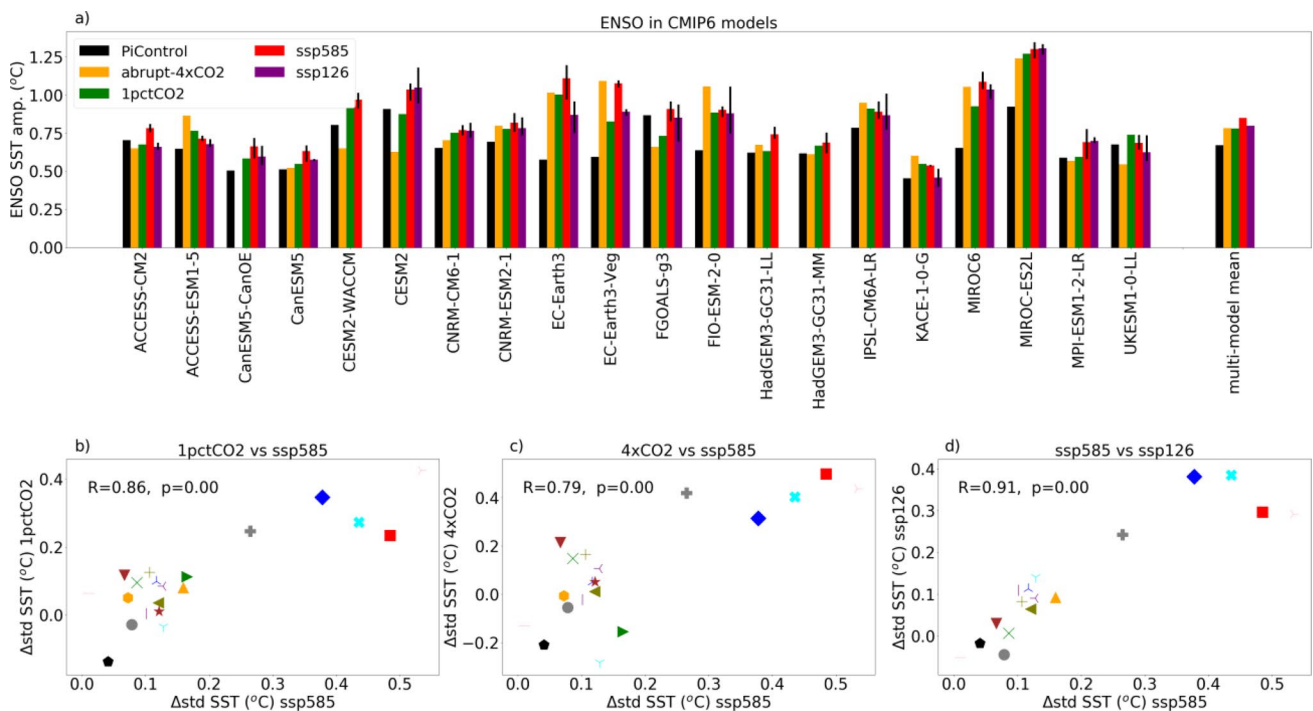 a)
ENSO in CMIP6 models
ENSO SST amp. (°C)
1.25
1.00
0.75
0.50
0.25
0.00
PiControl
abrupt-4xCO2
1pctCO2
ssp585
ssp126
ACCESS-CM2
ACCESS-ESM1-5
CanESM5-CanOE
CanESM5
CESM2-WACCM
CESM2
CNRM-CM6-1
CNRM-ESM2-1
EC-Earth3
EC-Earth3-Veg
FGOALS-g3
FIO-ESM-2-0
HadGEM3-GC31-LL
HadGEM3-GC31-MM
IPSL-CM6A-LR
KACE-1-0-G
MIROC6
MIROC-ES2L
MPI-ESM1-2-LR
UKESM1-0-LL
multi-model mean
b)
1pctCO2 vs ssp585
R=0.86, p=0.00
Δstd SST (°C) 1pctCO2
0.4
0.2
0.0
0.0 0.1 0.2 0.3 0.4 0.5
Δstd SST (°C) ssp585
c)
4xCO2 vs ssp585
R=0.79, p=0.00
Δstd SST (°C) 4xCO2
0.4
0.2
0.0
−0.2
0.0 0.1 0.2 0.3 0.4 0.5
Δstd SST (°C) ssp585
d)
ssp585 vs ssp126
R=0.91, p=0.00
Δstd SST (°C) ssp126
0.4
0.3
0.2
0.1
0.0
0.0 0.1 0.2 0.3 0.4 0.5
Δstd SST (°C) ssp585